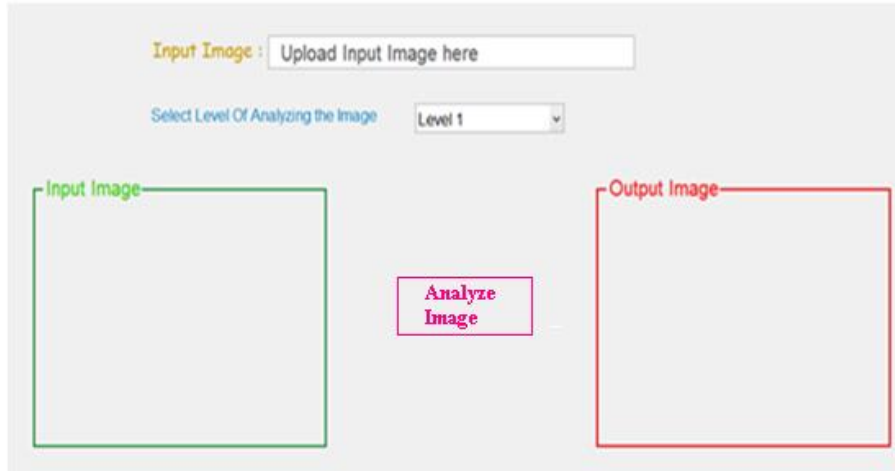 Input Image : Upload Input Image here
Select Level Of Analyzing the Image Level 1
Input Image
Output Image
Analyze
Image